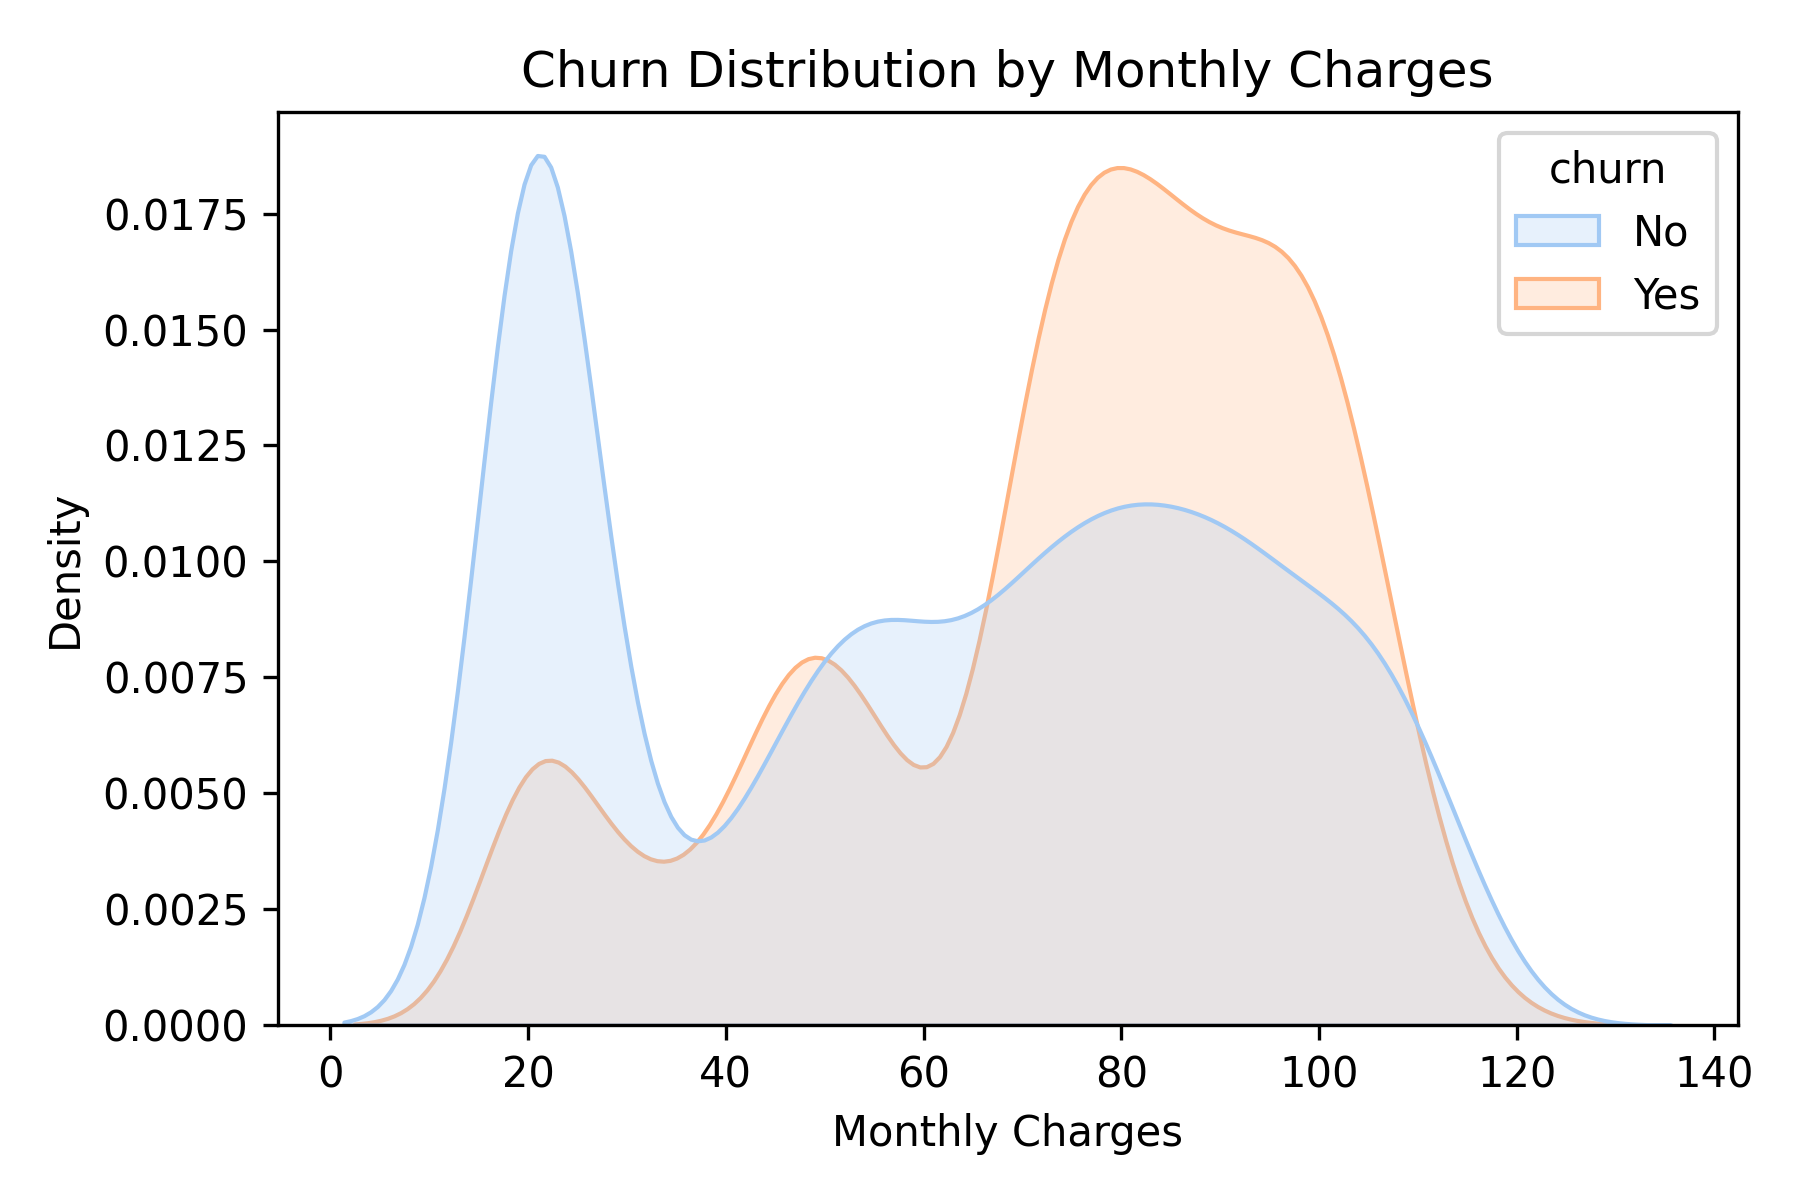 Churn Distribution by Monthly Charges
churn
No
Yes
0.0175
0.0150
0.0125
0.0100
0.0075
0.0050
0.0025
0.0000
Density
0 20 40 60 80 100 120 140
Monthly Charges